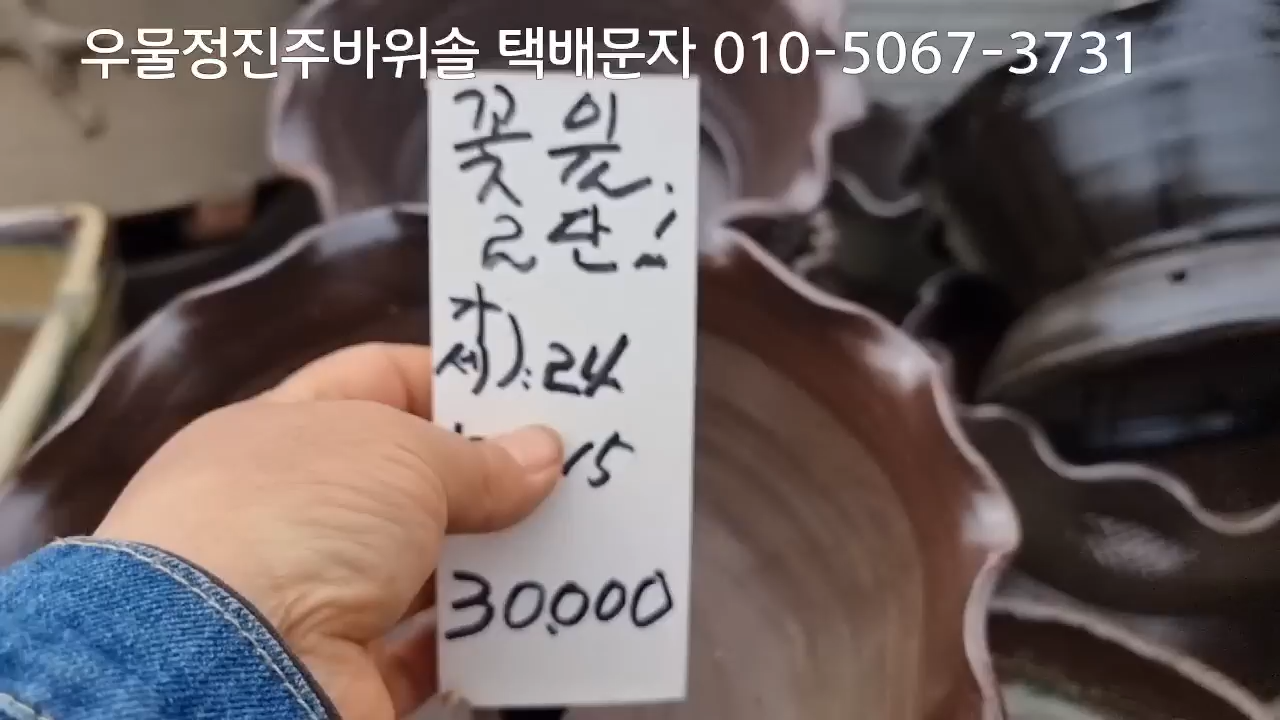 우물정진주바위솔 택배문자 010-5067-3731
꽃
2단
가
세): 24
15
30,000